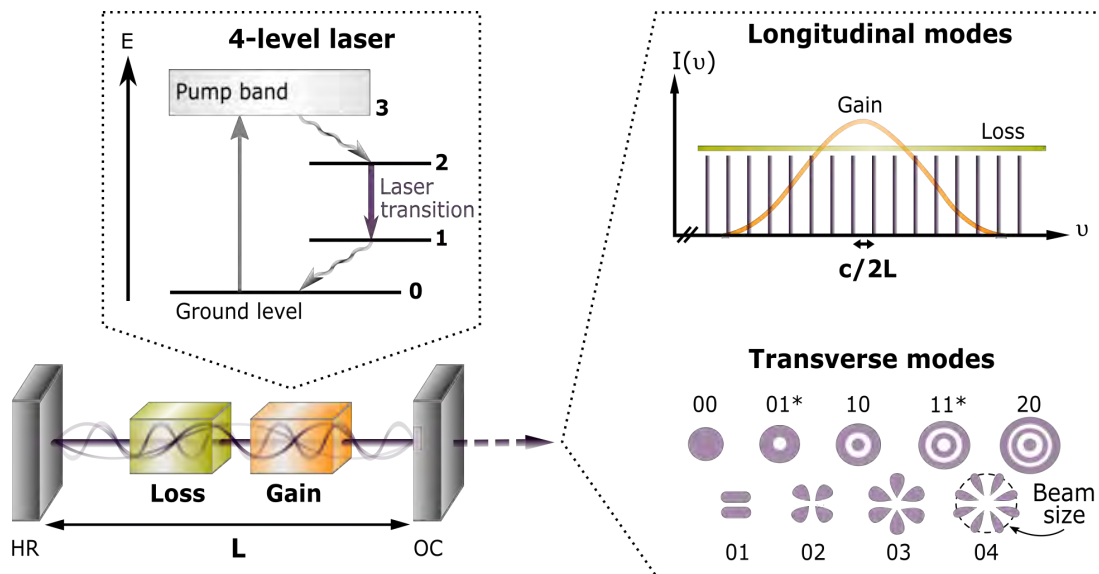 4-level laser
E
Pump band
3
2
Laser
transition
1
0
Ground level
Longitudinal modes
I(υ)
Gain
Loss
υ
c/2L
Transverse modes
00 01* 10 11* 20
Beam
size
01 02 03 04
Loss
Gain
HR
L
OC